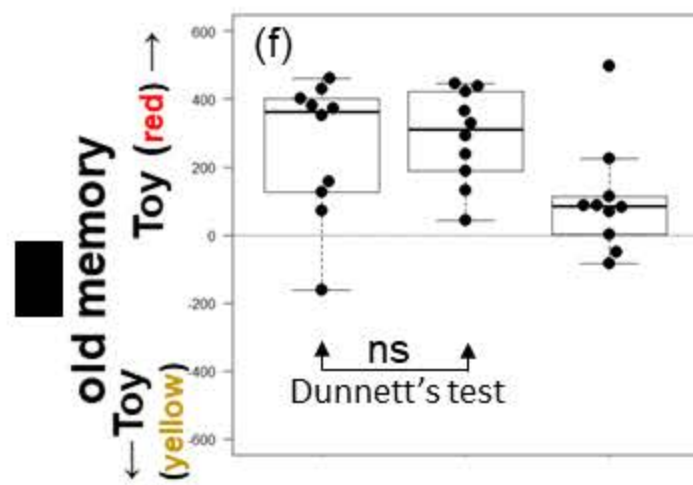 (f)
old memory
Toy (red) →
←Toy
(yellow)
600
400
200
0
-200
-400
-600
ns
Dunnett's test